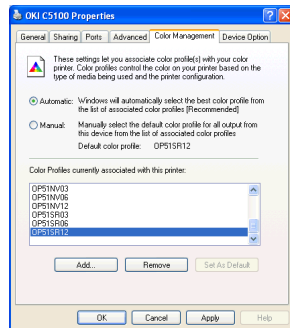 OKI C5100 Properties
General Sharing Ports Advanced Color Management Device Option
These settings let you associate color profile(s) with your color
printer. Color profiles control the color on your printer based on the
type of media being used and the printer configuration.
Automatic: Windows will automatically select the best color profile from
the list of associated color profiles [Recommended]
Manual: Manually select the default color profile for all output from
this device from the list of associated color profiles
Default color profile: OP51SR12
Color Profiles currently associated with this printer:
OP51NV03
OP51NV06
OP51NV12
OP51SR03
OP51SR06
OP51SR12
Add... Remove Set As Default
OK Cancel Apply Help